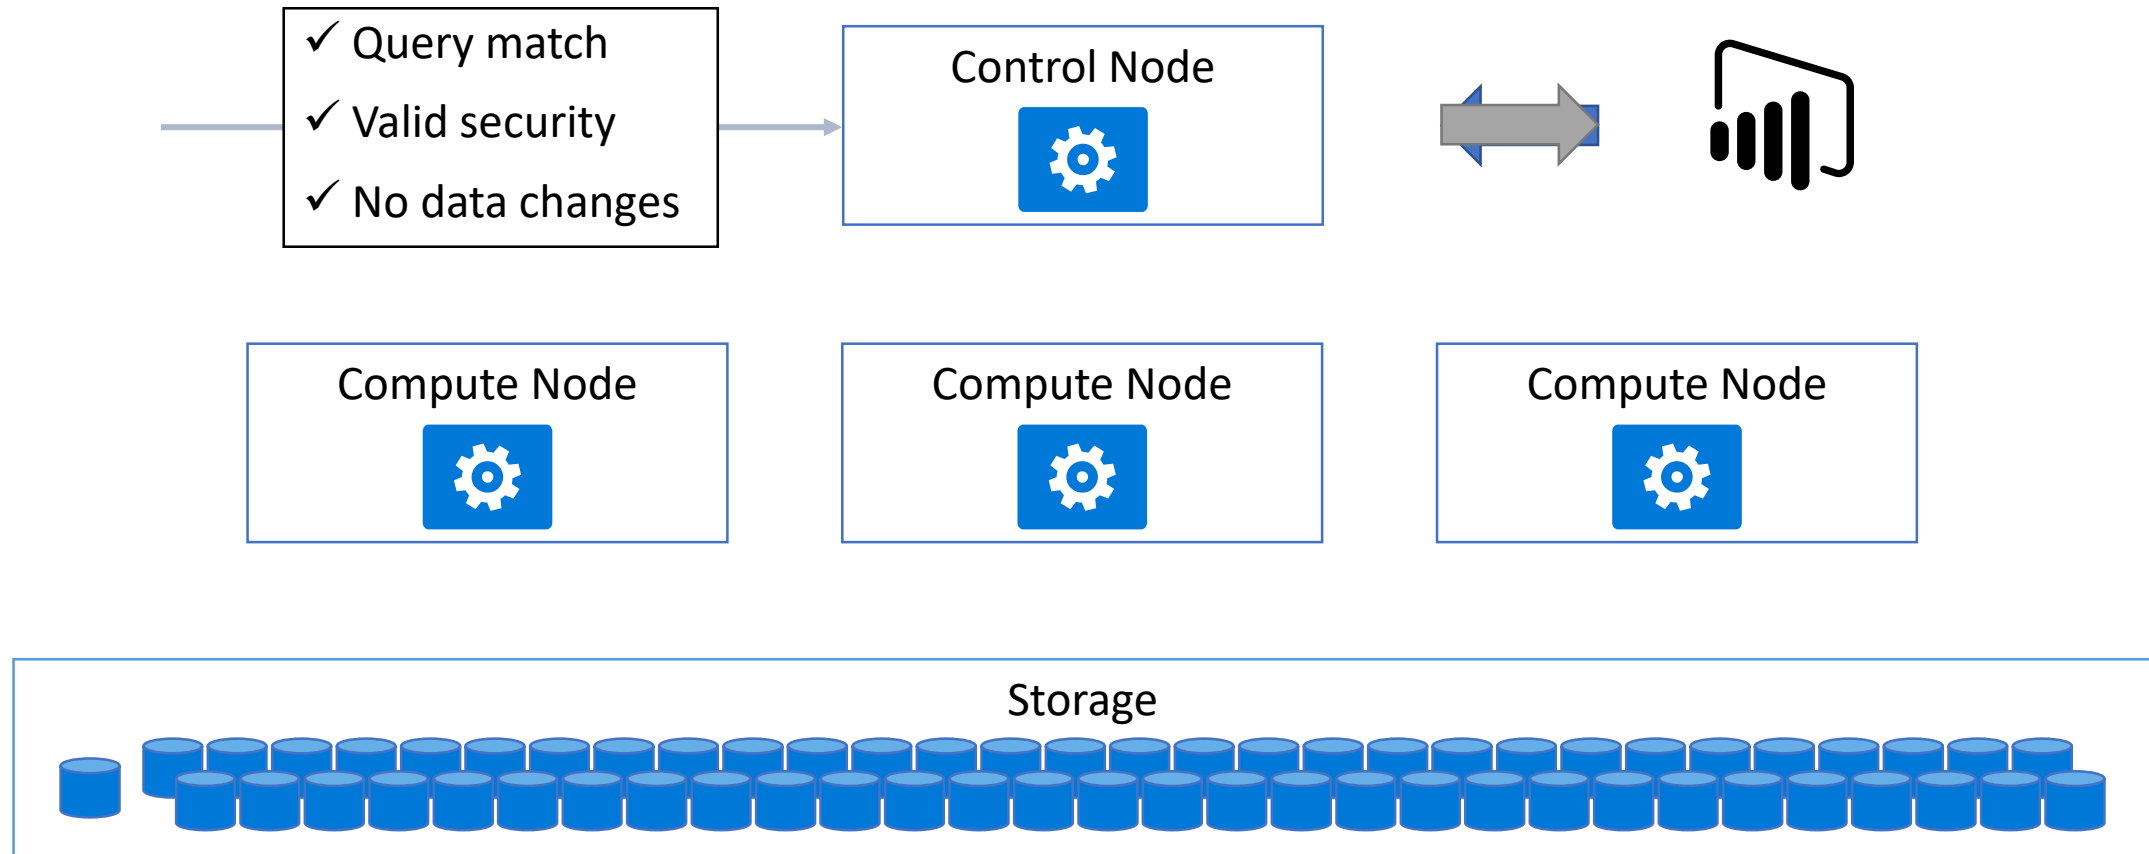 ✓ Query match
✓ Valid security
✓ No data changes
Control Node
Compute Node
Compute Node
Compute Node
Storage